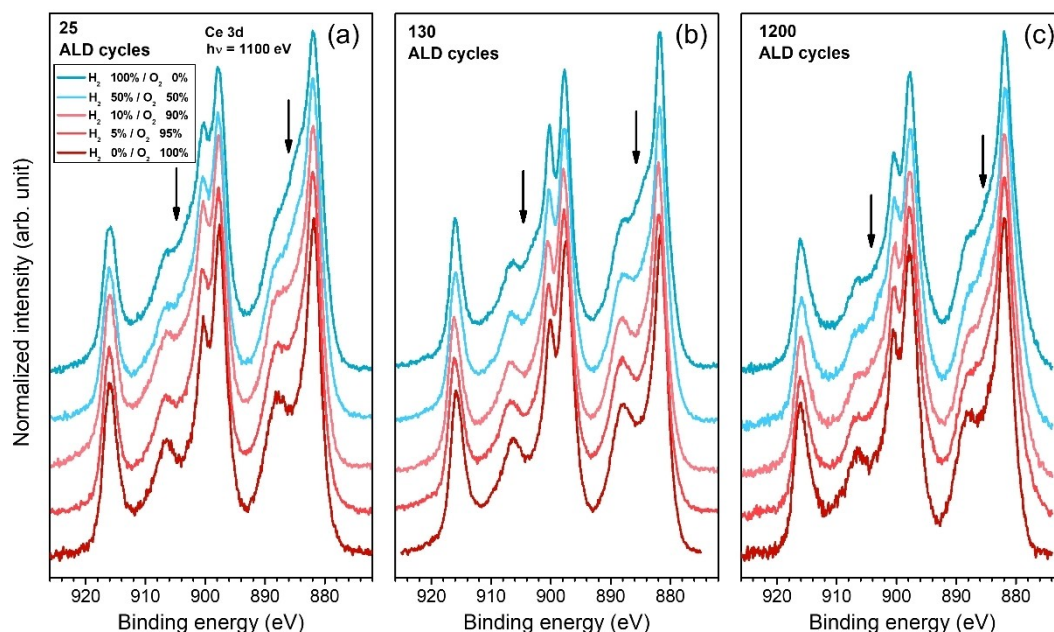 Normalized intensity (arb. unit)
25
ALD cycles
Ce 3d
hν = 1100 eV
(a)
H2 100% / O2 0%
H2 50% / O2 50%
H2 10% / O2 90%
H2 5% / O2 95%
H2 0% / O2 100%
920 910 900 890 880
Binding energy (eV)
130
ALD cycles
(b)
920 910 900 890 880
Binding energy (eV)
1200
ALD cycles
(c)
920 910 900 890 880
Binding energy (eV)